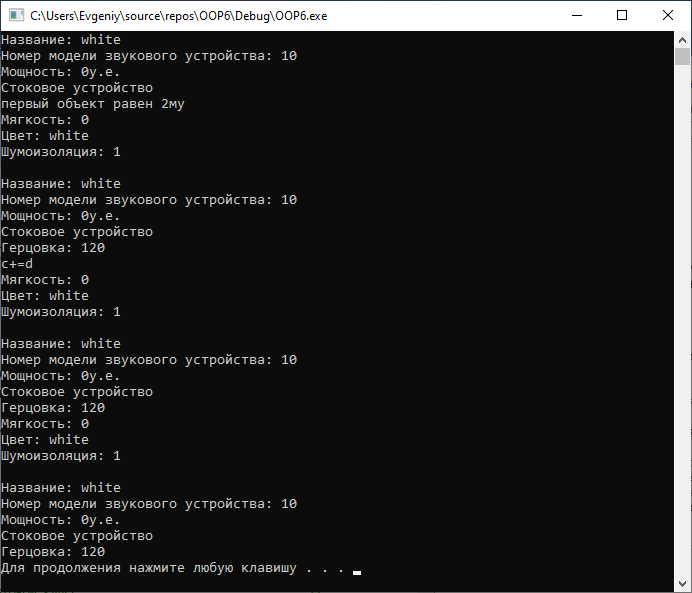 C:\Users\Evgeniy\source\repos\OOP6\Debug\OOP6.exe
Название: white
Номер модели звукового устройства: 10
Мощность: 0у.е.
Стоковое устройство
первый объект равен 2му
Мягкость: 0
Цвет: white
Шумоизоляция: 1

Название: white
Номер модели звукового устройства: 10
Мощность: 0у.е.
Стоковое устройство
Герцовка: 120
c+=d
Мягкость: 0
Цвет: white
Шумоизоляция: 1

Название: white
Номер модели звукового устройства: 10
Мощность: 0у.е.
Стоковое устройство
Герцовка: 120
Мягкость: 0
Цвет: white
Шумоизоляция: 1

Название: white
Номер модели звукового устройства: 10
Мощность: 0у.е.
Стоковое устройство
Герцовка: 120
Для продолжения нажмите любую клавишу . . .